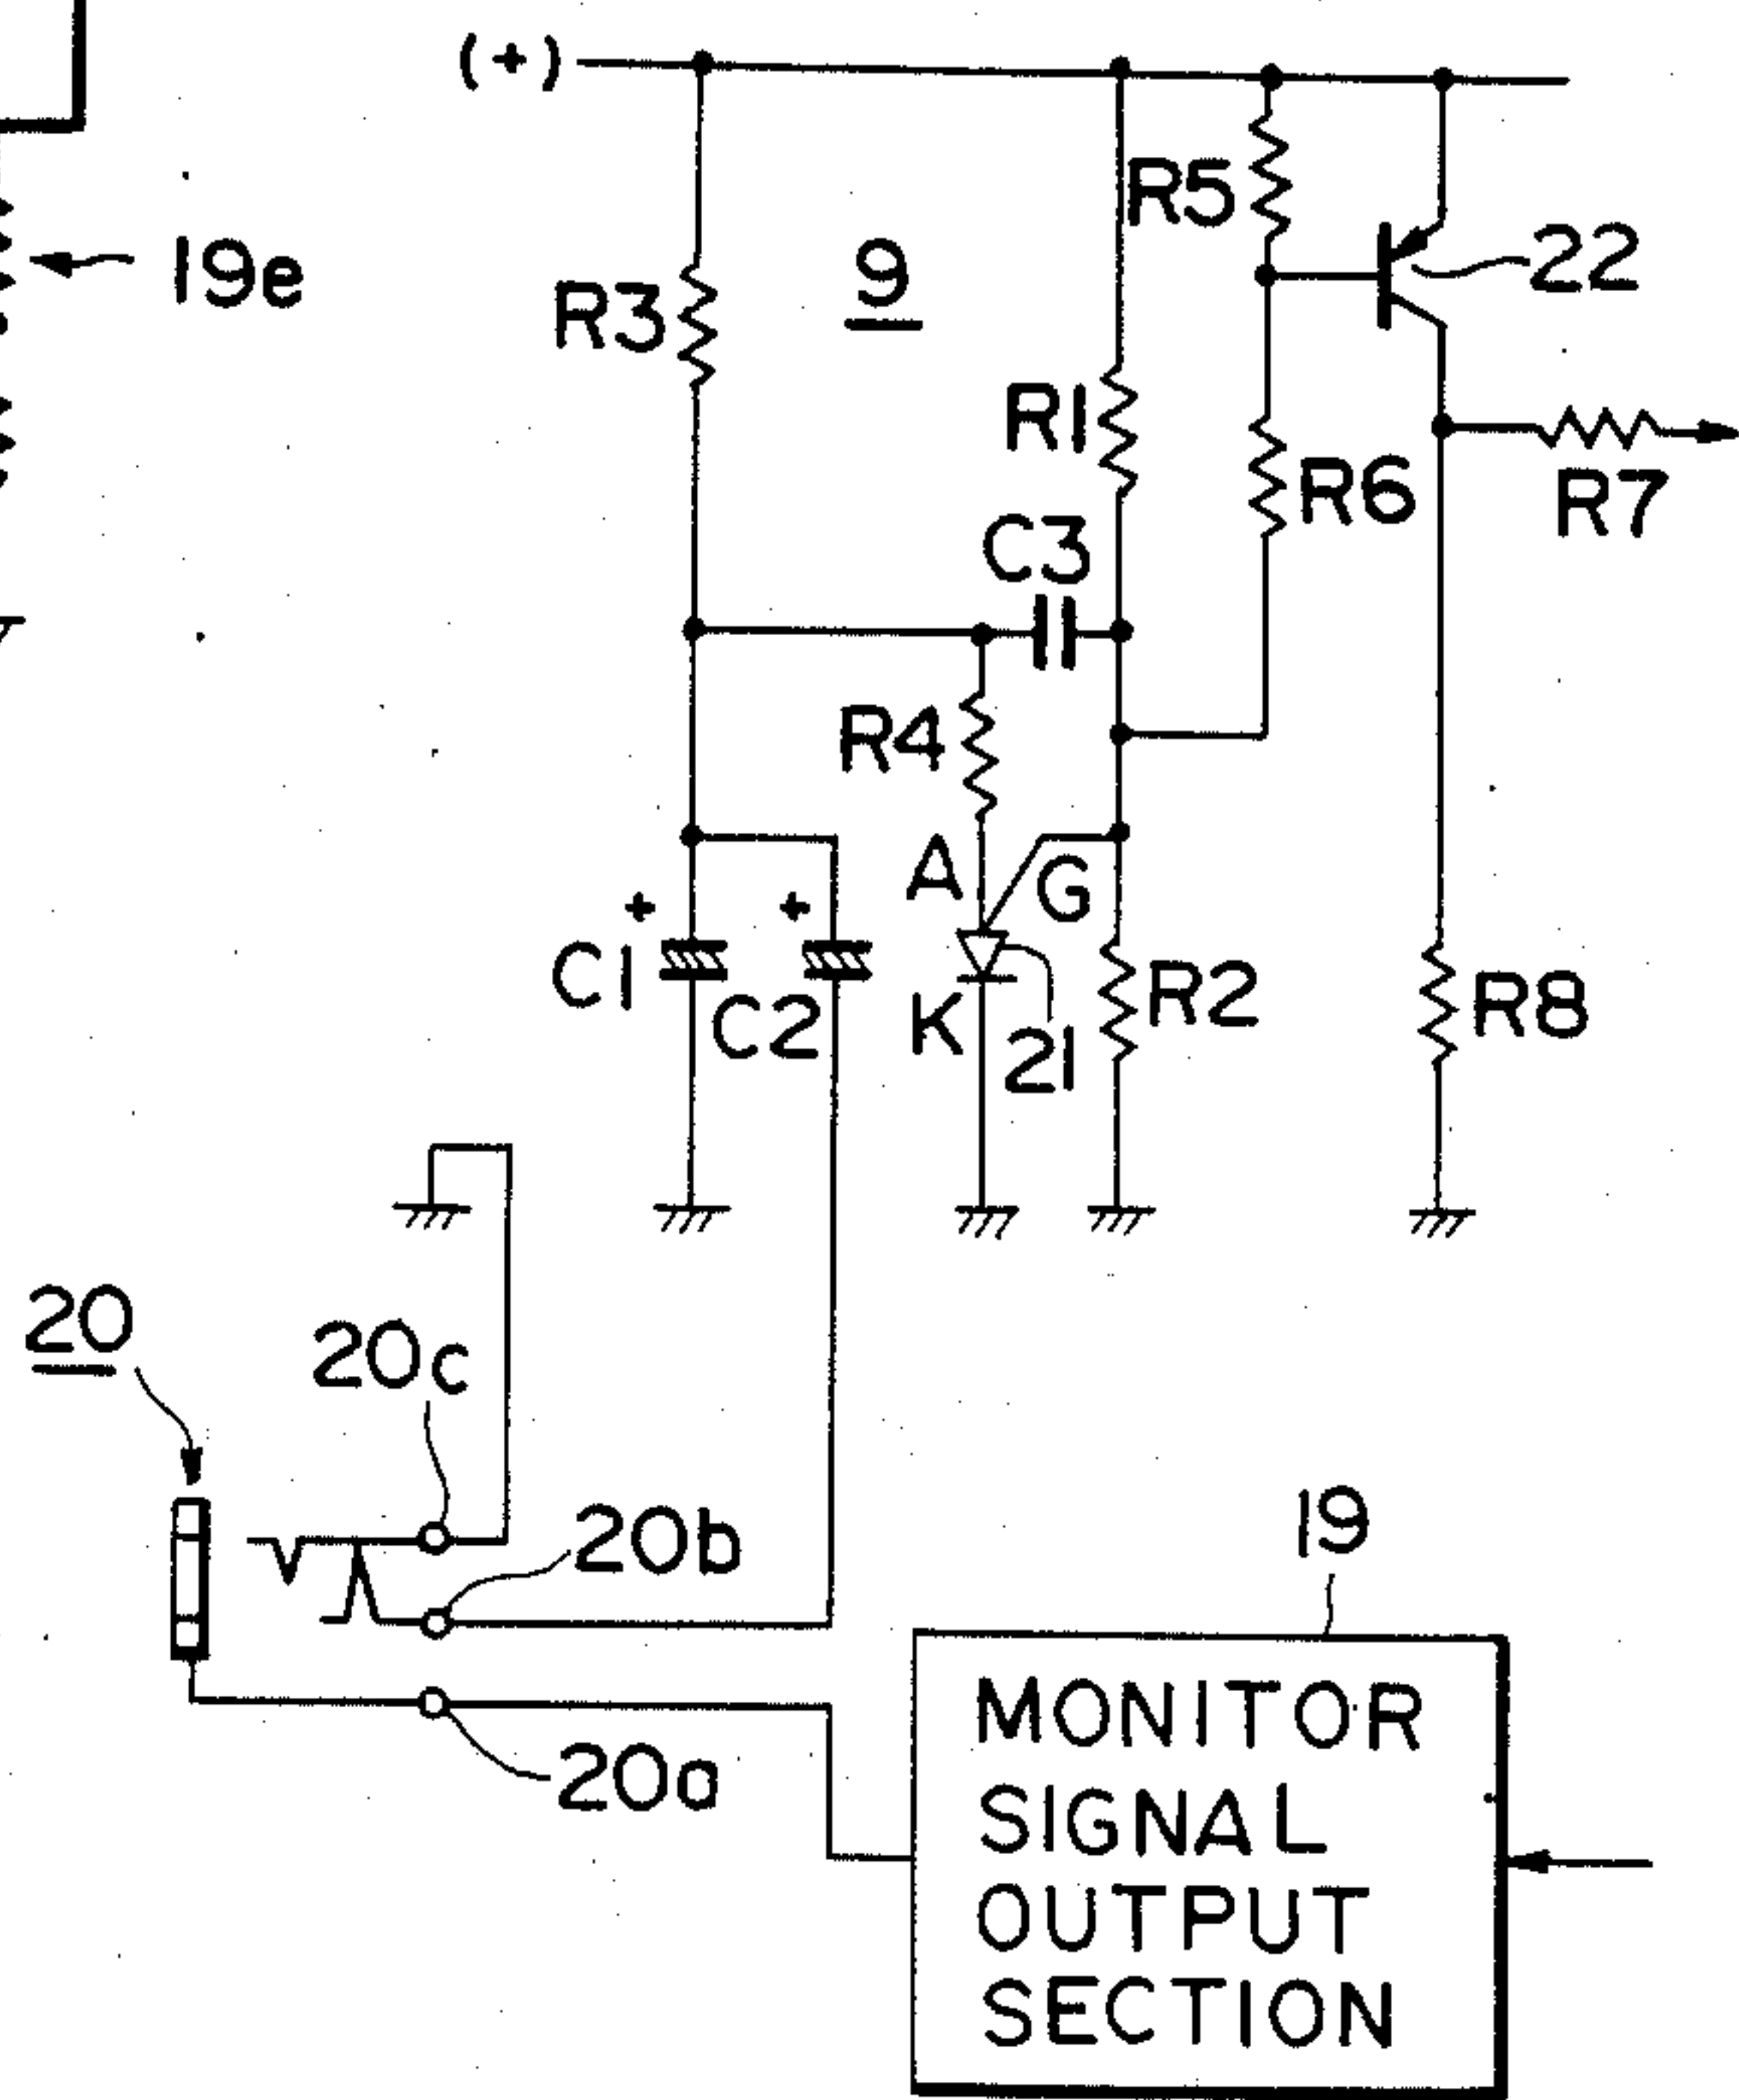 (+)
R5
19e
9
22
R3
R1
R6
R7
C3
R4
A
G
+
+
C1
C2
K
21
R2
R8
20
20c
20b
19
20a
MONITOR
SIGNAL
OUTPUT
SECTION